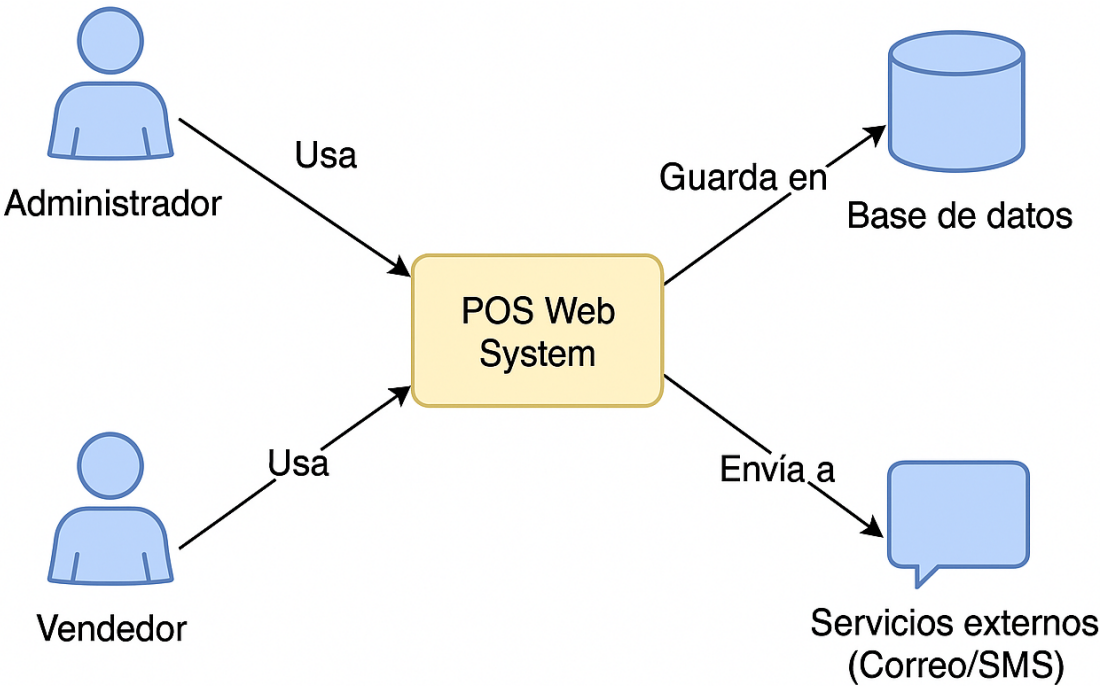 Usa
Administrador
Guarda en
Base de datos
POS Web
System
Usa
Envía a
Vendedor
Servicios externos
(Correo/SMS)